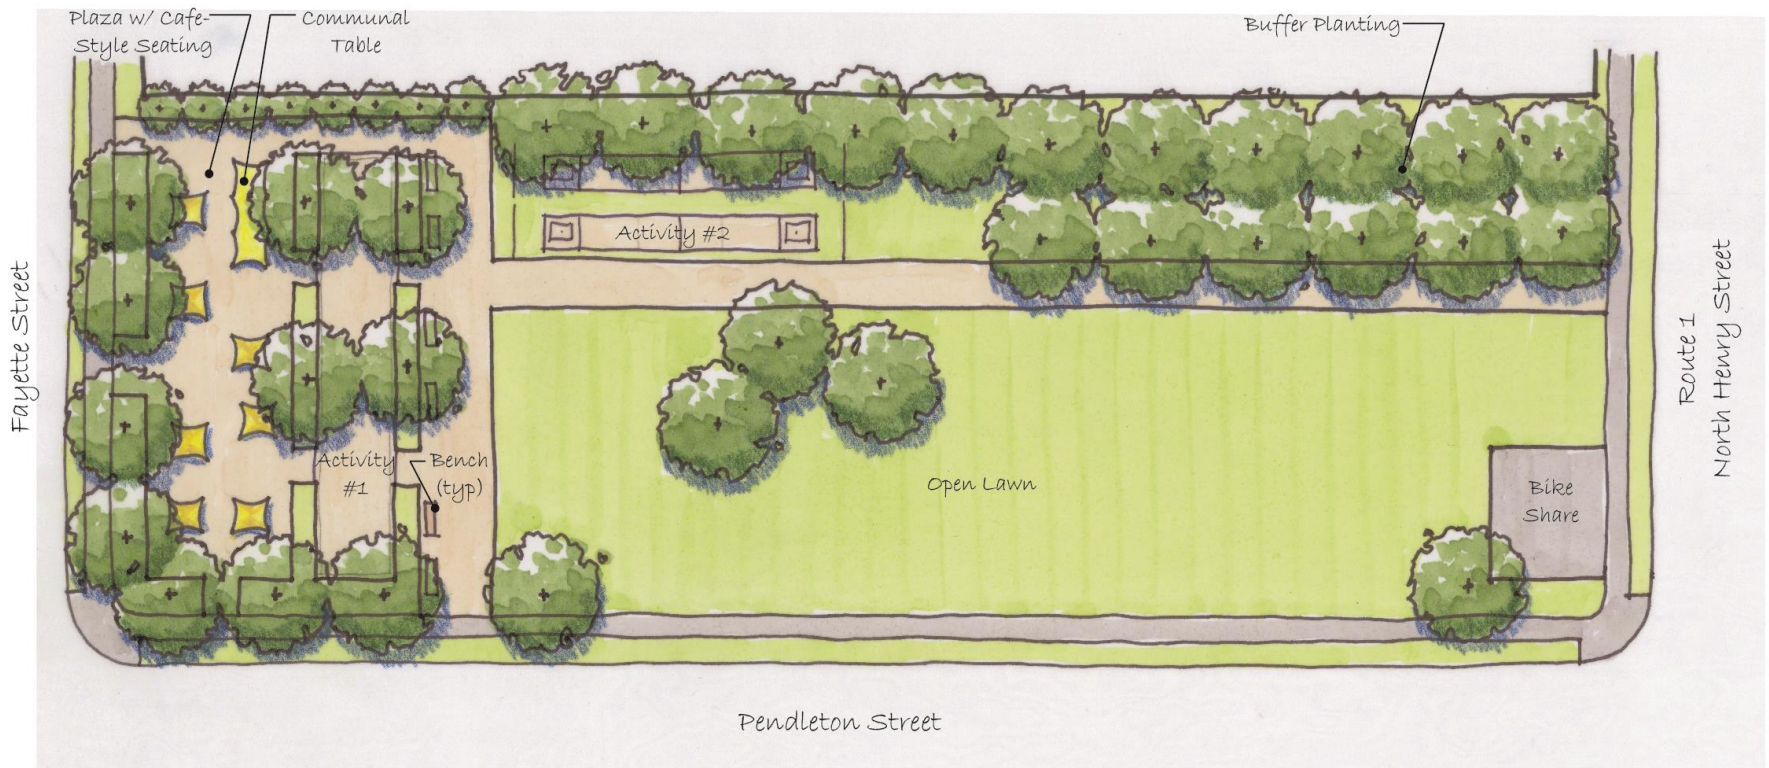 Plaza w/ Cafe-
Style Seating
Communal
Table
Buffer Planting
Activity #2
Fayette Street
Route 1
North Henry Street
Activity
#1
Bench
(typ)
Open Lawn
Bike
Share
Pendleton Street